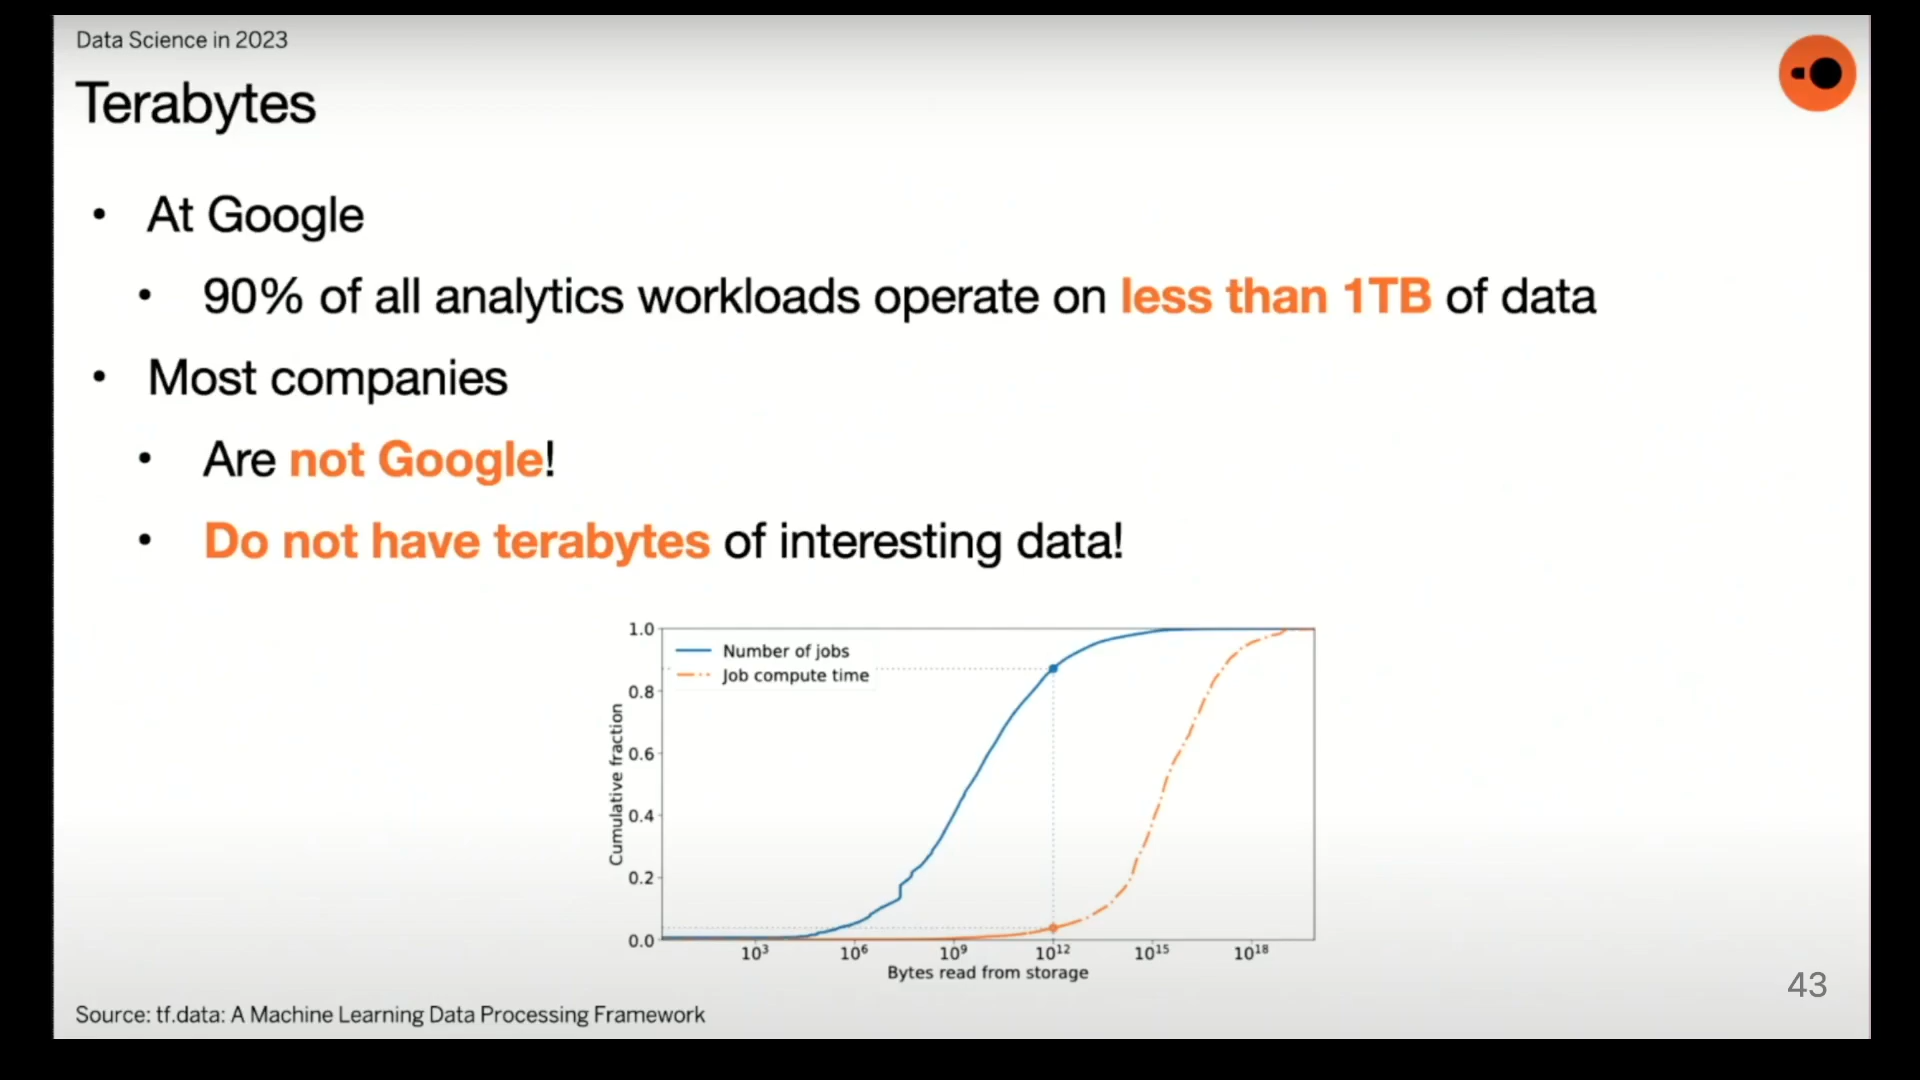 Data Science in 2023
Terabytes
• At Google
• 90% of all analytics workloads operate on less than 1TB of data
• Most companies
• Are not Google!
• Do not have terabytes of interesting data!
1.0
0.8
0.6
0.4
0.2
0.0
Cumulative fraction
Number of jobs
Job compute time
10³ 10⁶ 10⁹ 10¹² 10¹⁵ 10¹⁸
Bytes read from storage
43
Source: tf.data: A Machine Learning Data Processing Framework